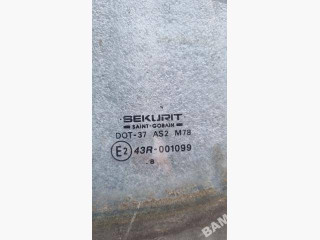 SEKURIT
SAINT-GOBAIN
DOT-37 AS2 M78
E2 43R-001099
BAM